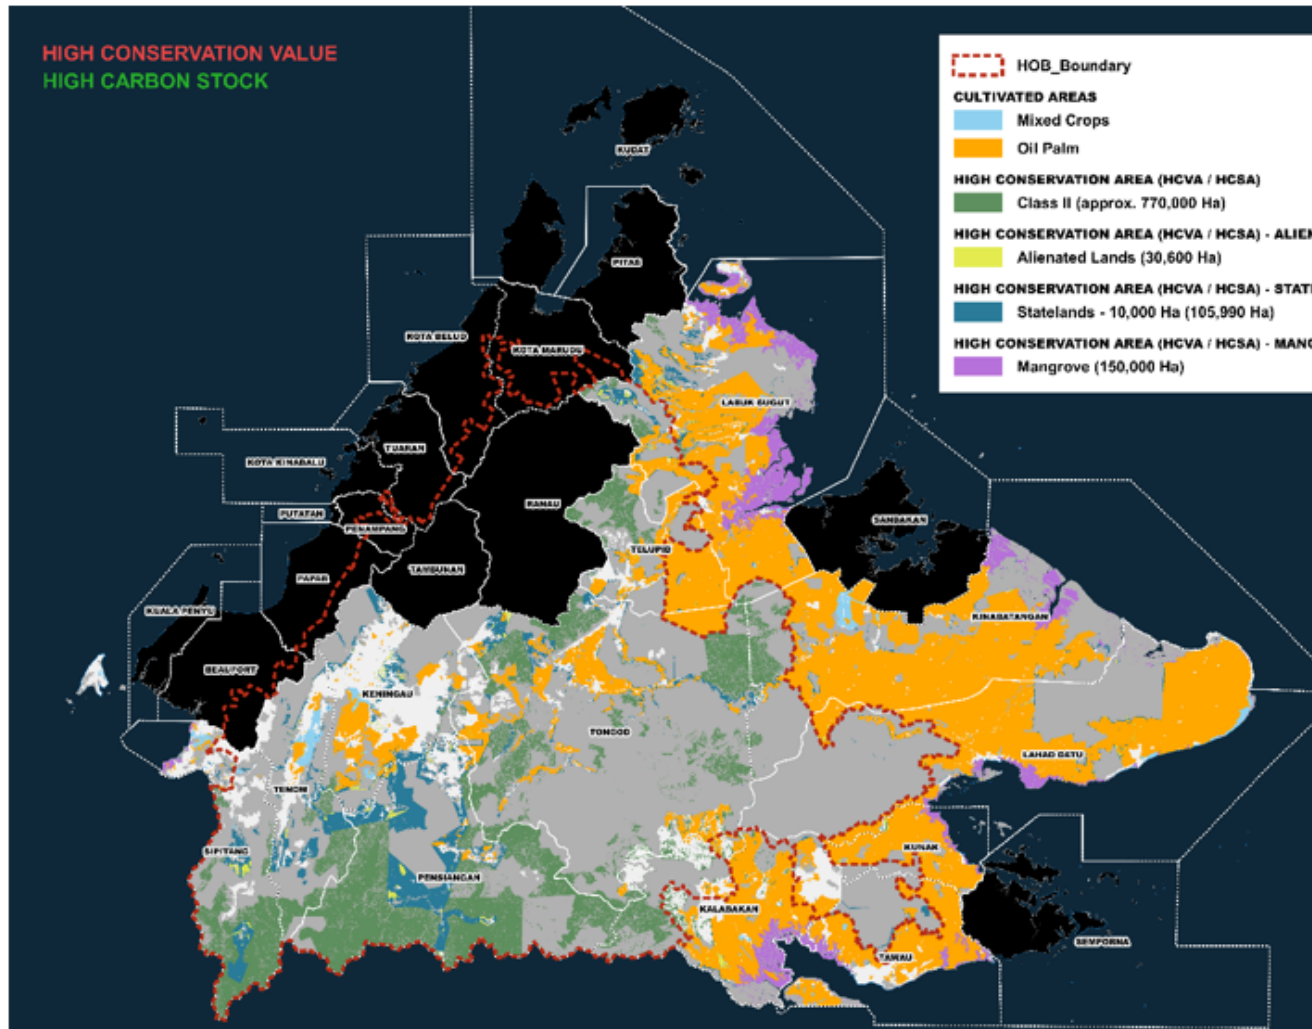 HIGH CONSERVATION VALUE
HIGH CARBON STOCK
HOB_Boundary
CULTIVATED AREAS
Mixed Crops
Oil Palm
HIGH CONSERVATION AREA (HCVA / HCSA)
Class II (approx. 770,000 Ha)
HIGH CONSERVATION AREA (HCVA / HCSA) - ALIEN
Alienated Lands (30,600 Ha)
HIGH CONSERVATION AREA (HCVA / HCSA) - STATE
Statelands - 10,000 Ha (105,990 Ha)
HIGH CONSERVATION AREA (HCVA / HCSA) - MANG
Mangrove (150,000 Ha)
KUDAT
PITAS
KOTA BELUD
KOTA MARUDU
LABUK SUGUT
TUARAN
KOTA KINABALU
RANAU
PUTATAN
PENAMPANG
SANDAKAN
TELUPID
TAMBUNAN
PAPAR
KUALA PENYU
KINABATANGAN
BEAUFORT
KENINGAU
TONGOD
LAHAD DATU
TENOM
SIPITANG
KUNAK
PENSIANGAN
KALABAKAN
SEMPORNA
TAWAU